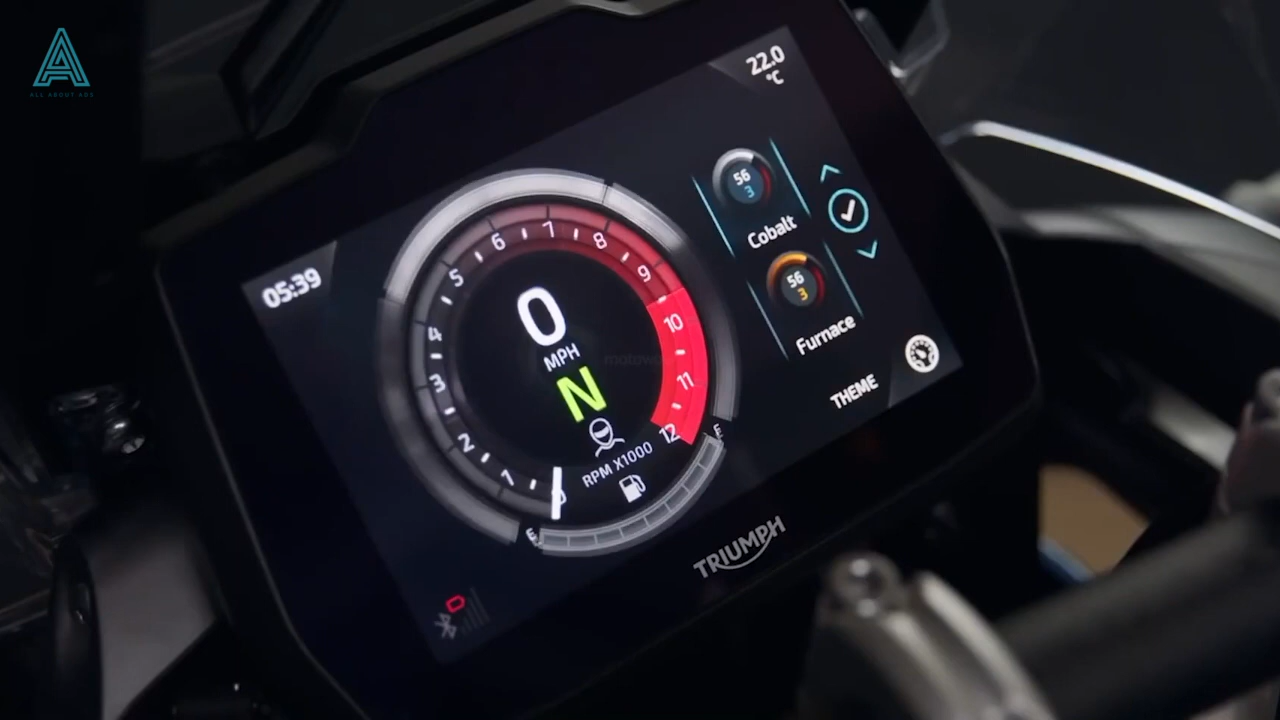 ALL ABOUT ADS
22.0
°C
05:39
56
3
Cobalt
56
3
Furnace
THEME
0
MPH
N
RPM X1000
0
1
2
3
4
5
6
7
8
9
10
11
12
E
F
TRIUMPH